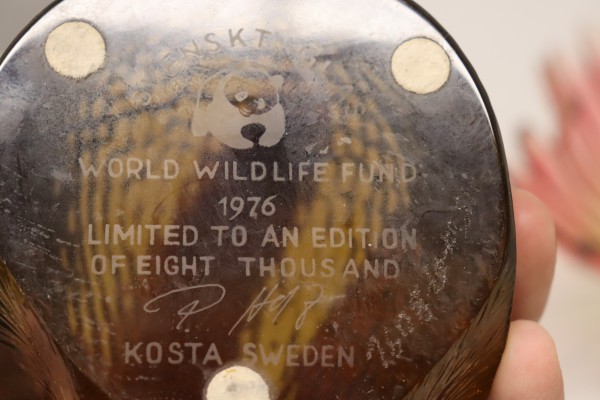 WORLD WILDLIFE FUND
1976
LIMITED TO AN EDITION
OF EIGHT THOUSAND
KOSTA SWEDEN